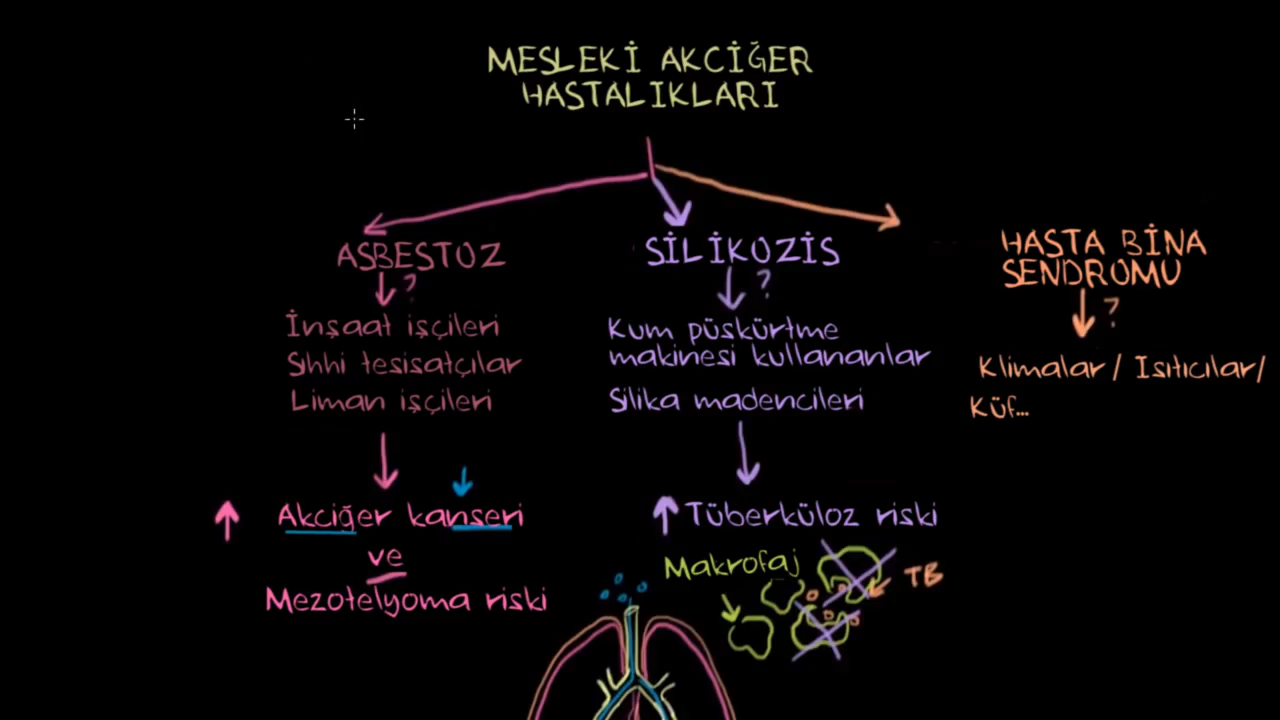 MESLEKİ AKCİĞER
HASTALIKLARI
ASBESTOZ
?
İnşaat işçileri
Sıhhi tesisatçılar
Liman işçileri
Akciğer kanseri
ve
Mezotelyoma riski
SİLİKOZİS
?
Kum püskürtme
makinesi kullananlar
Silika madencileri
Tüberküloz riski
Makrofaj
TB
HASTA BİNA
SENDROMU
?
Klimalar / Isıtıcılar/
Küf...